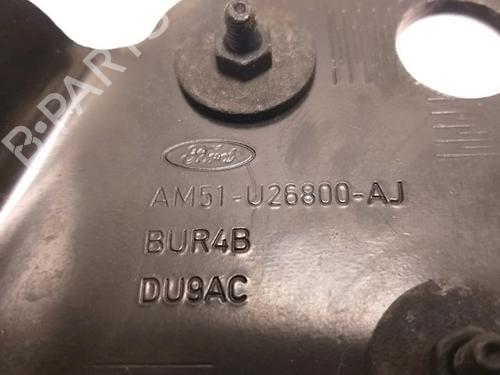 B-PARTS
Ford
AM51-U26800-AJ
BUR4B
DU9AC